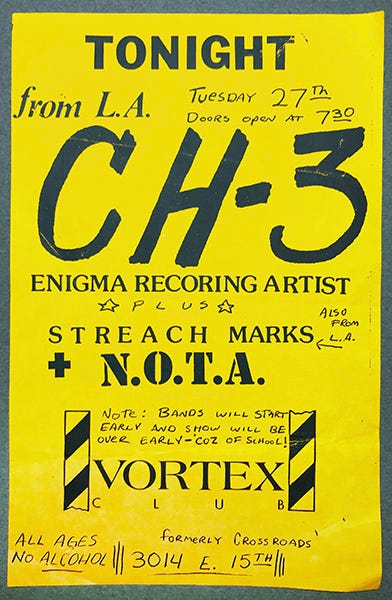 TONIGHT
from L.A.
TUESDAY 27TH
DOORS OPEN AT 7:30
CH-3
ENIGMA RECORING ARTIST
☆ PLUS ☆
STREACH MARKS
ALSO
FROM
L.A.
+ N.O.T.A.
NOTE: BANDS WILL START
EARLY AND SHOW WILL BE
OVER EARLY-'COZ OF SCHOOL!
VORTEX
CLUB
ALL AGES
NO ALCOHOL
FORMERLY CROSSROADS
3014 E. 15TH